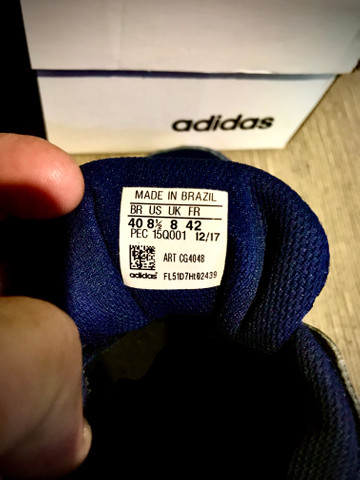 adidas
MADE IN BRAZIL
BR US UK FR
40 8½ 8 42
PEC 15Q001 12/17
ART CG4048
adidas FL51D7Ht02439